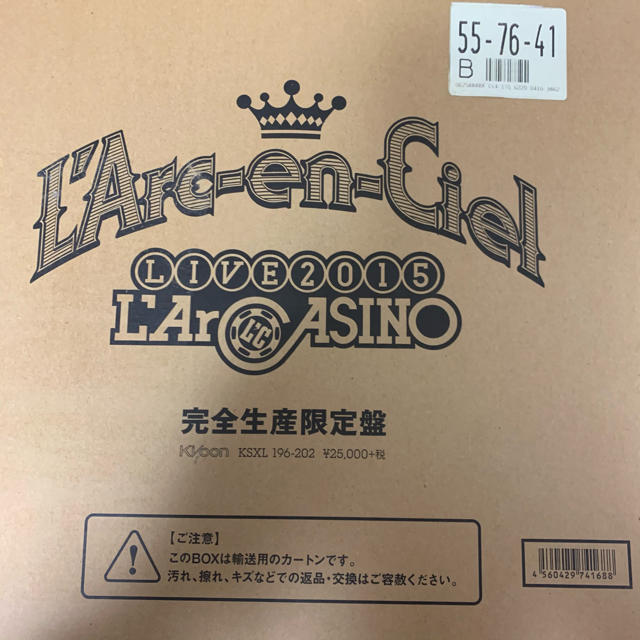 55-76-41
B
L'Arc-en-Ciel
LIVE2015
L'ArCASINO
完全生産限定盤
Ki/oon KSXL 196-202 ¥25,000+税
【ご注意】
このBOXは輸送用のカートンです。
汚れ、擦れ、キズなどでの返品・交換はご容赦ください。
4 560429 741688